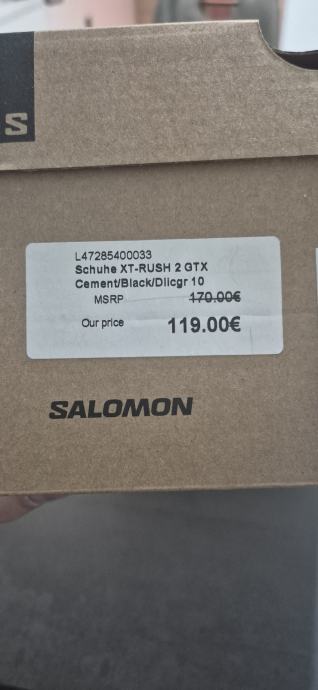 S
L47285400033
Schuhe XT-RUSH 2 GTX
Cement/Black/Dlicgr 10
MSRP 170.00€
Our price 119.00€
SALOMON